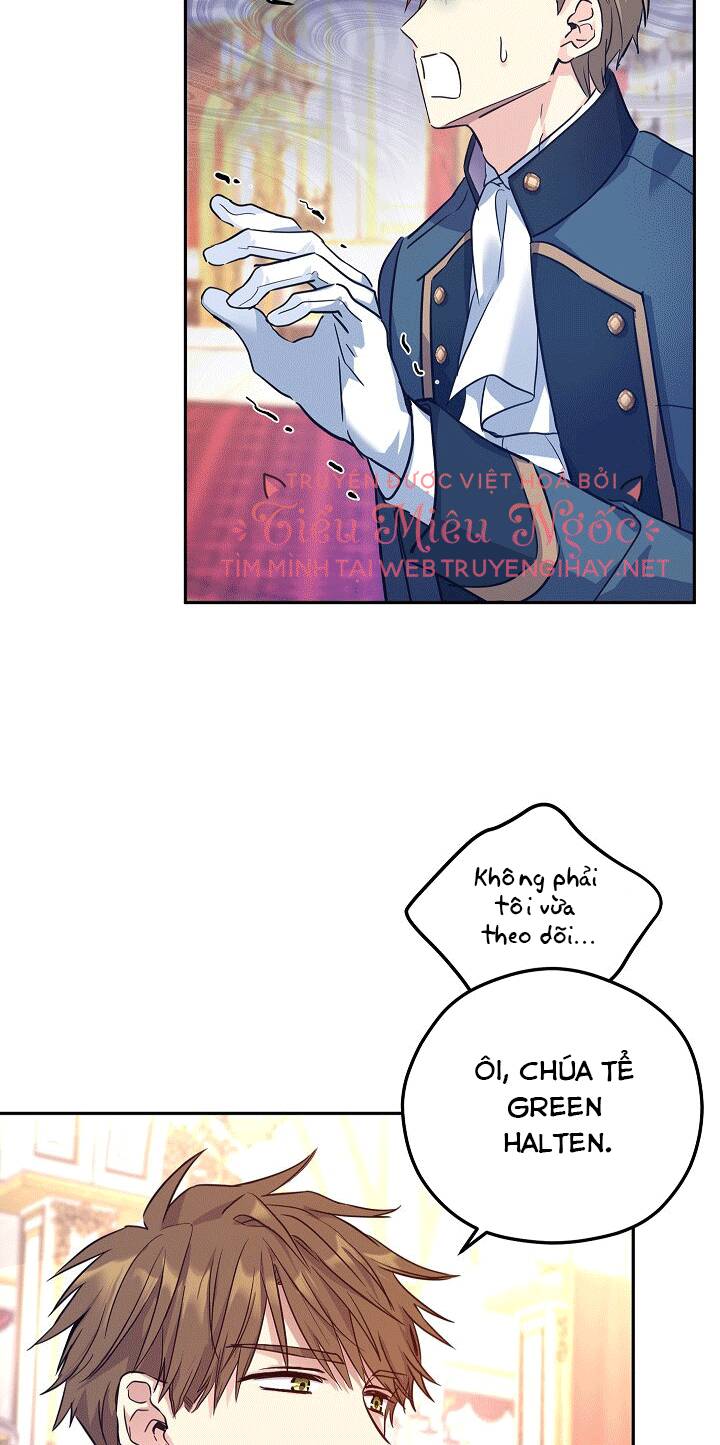 TRUYỆN ĐƯỢC VIỆT HOÁ BỞI
Tiểu Miêu Ngốc
TÌM MÌNH TẠI WEBTRUYENGIHAY.NET
Không phải
tôi vừa
theo dõi...
ÔI, CHÚA TỂ
GREEN
HALTEN.